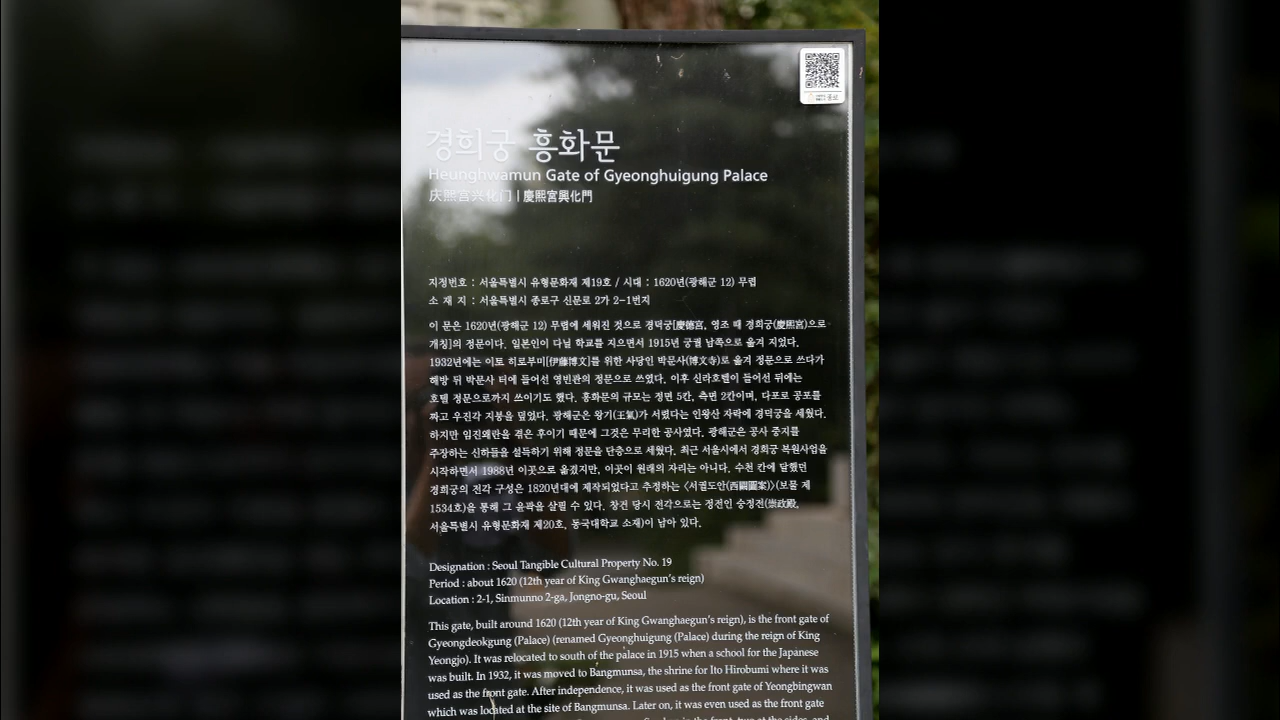 경희궁 흥화문
Heunghwamun Gate of Gyeonghuigung Palace
庆熙宫兴化门 | 慶熙宮興化門
지정번호 : 서울특별시 유형문화재 제19호 / 시대 : 1620년(광해군 12) 무렵
소 재 지 : 서울특별시 종로구 신문로 2가 2-1번지
이 문은 1620년(광해군 12) 무렵에 세워진 것으로 경덕궁[慶德宮, 영조 때 경희궁(慶熙宮)으로
개칭]의 정문이다. 일본인이 다닐 학교를 지으면서 1915년 궁궐 남쪽으로 옮겨 지었다.
1932년에는 이토 히로부미[伊藤博文]를 위한 사당인 박문사(博文寺)로 옮겨 정문으로 쓰다가
해방 뒤 박문사 터에 들어선 영빈관의 정문으로 쓰였다. 이후 신라호텔이 들어선 뒤에는
호텔 정문으로까지 쓰이기도 했다. 흥화문의 규모는 정면 5칸, 측면 2칸이며, 다포로 공포를
짜고 우진각 지붕을 덮었다. 광해군은 왕기(王氣)가 서렸다는 인왕산 자락에 경덕궁을 세웠다.
하지만 임진왜란을 겪은 후이기 때문에 그것은 무리한 공사였다. 광해군은 공사 중지를
주장하는 신하들을 설득하기 위해 정문을 단층으로 세웠다. 최근 서울시에서 경희궁 복원사업을
시작하면서 1988년 이곳으로 옮겼지만, 이곳이 원래의 자리는 아니다. 수천 칸에 달했던
경희궁의 전각 구성은 1820년대에 제작되었다고 추정하는 〈서궐도안(西闕圖案)〉(보물 제
1534호)을 통해 그 윤곽을 살필 수 있다. 창건 당시 전각으로는 정전인 숭정전(崇政殿,
서울특별시 유형문화재 제20호, 동국대학교 소재)이 남아 있다.
Designation : Seoul Tangible Cultural Property No. 19
Period : about 1620 (12th year of King Gwanghaegun's reign)
Location : 2-1, Sinmunno 2-ga, Jongno-gu, Seoul
This gate, built around 1620 (12th year of King Gwanghaegun's reign), is the front gate of
Gyeongdeokgung (Palace) (renamed Gyeonghuigung (Palace) during the reign of King
Yeongjo). It was relocated to south of the palace in 1915 when a school for the Japanese
was built. In 1932, it was moved to Bangmunsa, the shrine for Ito Hirobumi where it was
used as the front gate. After independence, it was used as the front gate of Yeongbingwan
which was located at the site of Bangmunsa. Later on, it was even used as the front gate